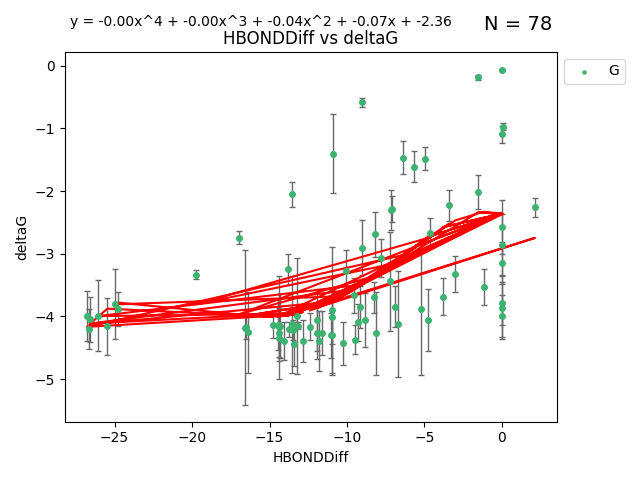 y = -0.00x^4 + -0.00x^3 + -0.04x^2 + -0.07x + -2.36
N = 78
HBONDDiff vs deltaG
G
0
−1
−2
−3
−4
−5
deltaG
−25 −20 −15 −10 −5 0
HBONDDiff